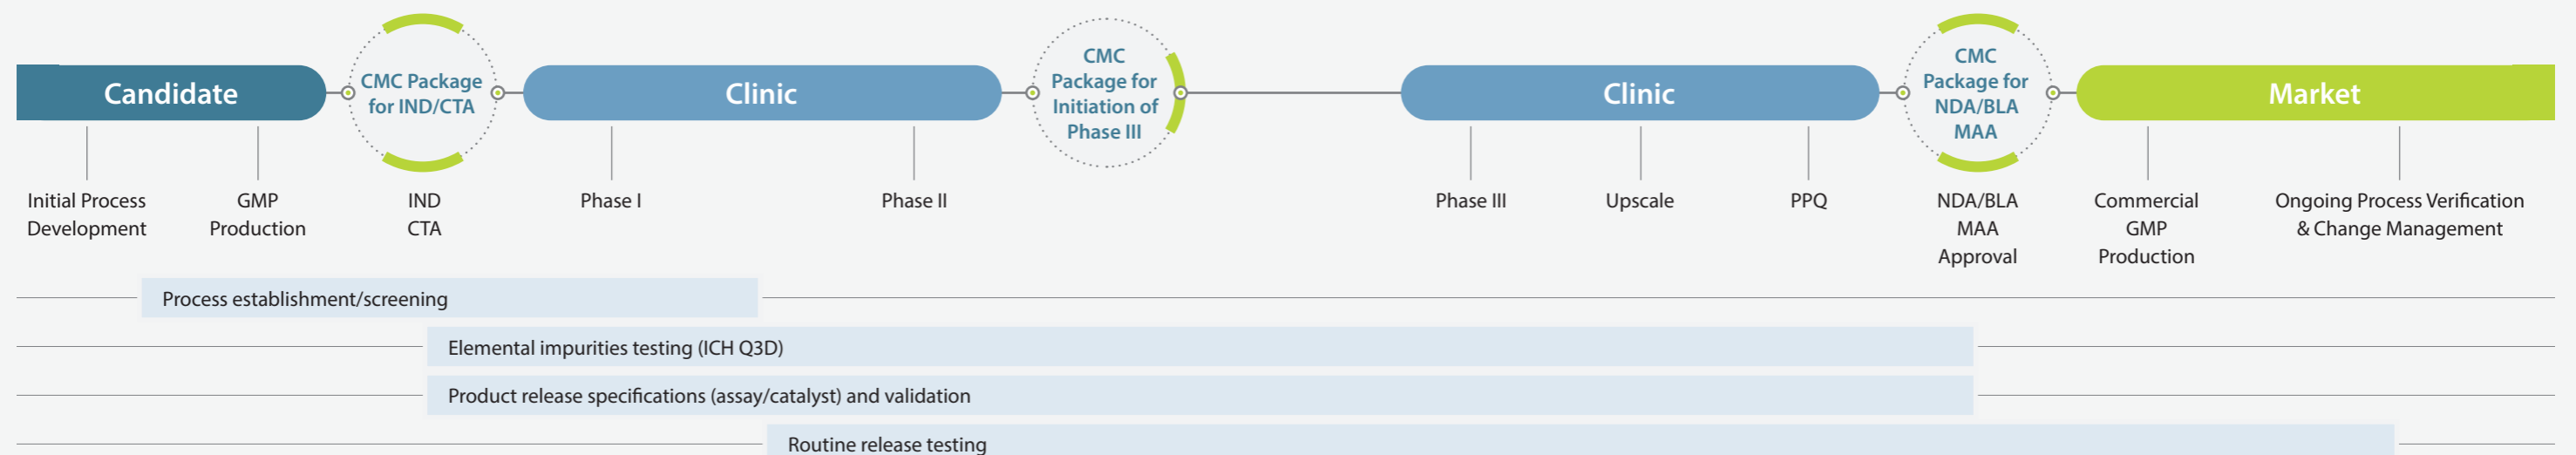 Candidate
CMC Package
for IND/CTA
Clinic
CMC
Package for
Initiation of
Phase III
Clinic
CMC
Package for
NDA/BLA
MAA
Market
Initial Process
Development
GMP
Production
IND
CTA
Phase I
Phase II
Phase III
Upscale
PPQ
NDA/BLA
MAA
Approval
Commercial
GMP
Production
Ongoing Process Verification
& Change Management
Process establishment/screening
Elemental impurities testing (ICH Q3D)
Product release specifications (assay/catalyst) and validation
Routine release testing